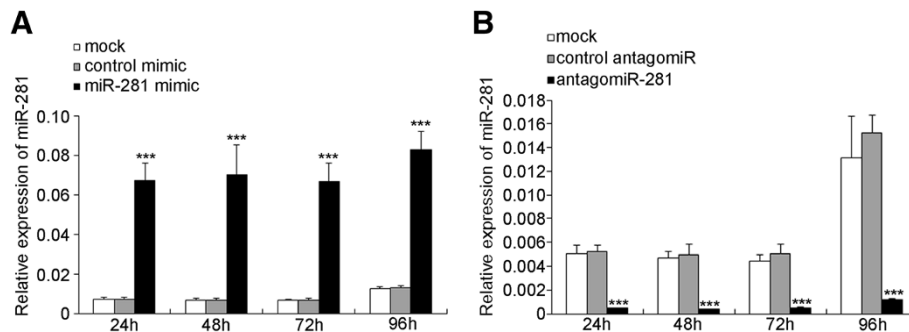 A
mock
control mimic
miR-281 mimic
Relative expression of miR-281
0.10
0.08
0.06
0.04
0.02
0
***
***
***
***
24h
48h
72h
96h
B
mock
control antagomiR
antagomiR-281
Relative expression of miR-281
0.018
0.016
0.014
0.012
0.010
0.008
0.006
0.004
0.002
0.000
***
***
***
***
24h
48h
72h
96h